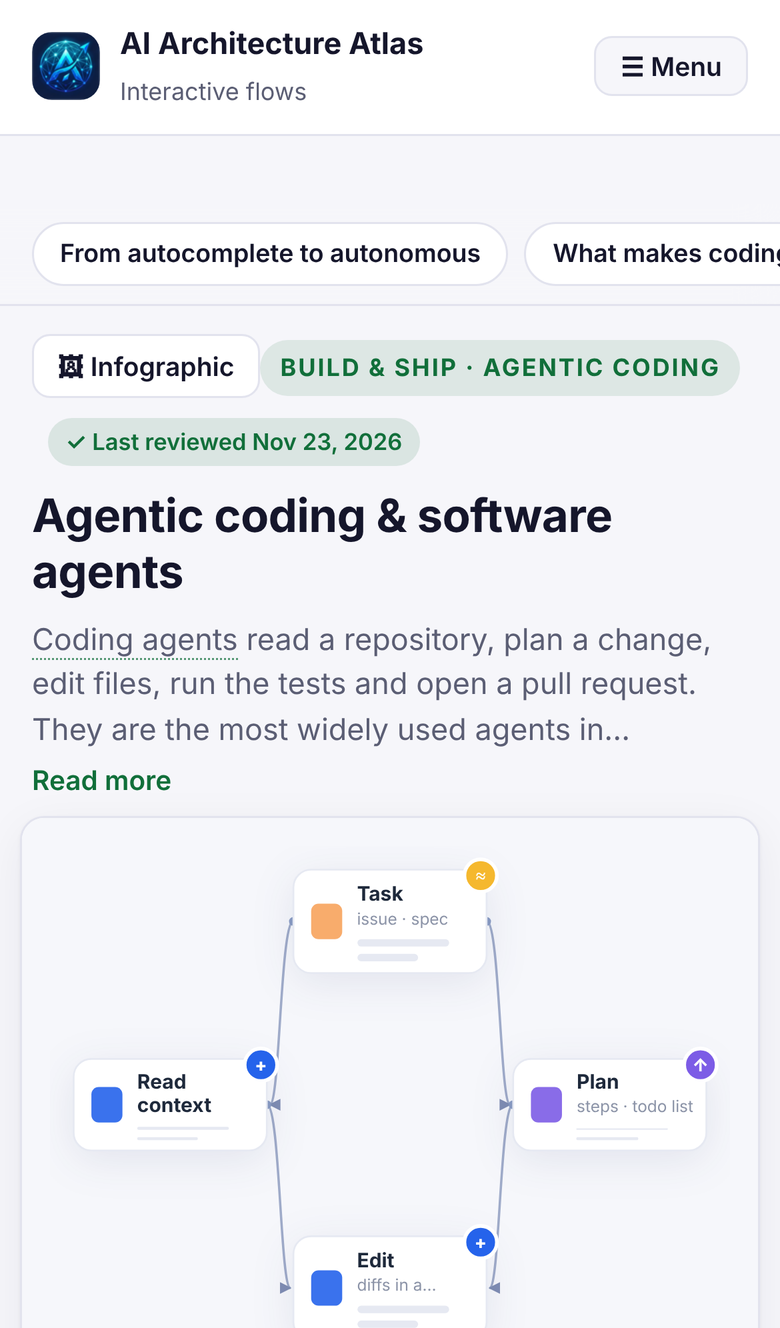 AI Architecture Atlas
Interactive flows
☰ Menu
From autocomplete to autonomous
What makes coding
🖼 Infographic
BUILD & SHIP · AGENTIC CODING
✓ Last reviewed Nov 23, 2026
Agentic coding & software
agents
Coding agents read a repository, plan a change,
edit files, run the tests and open a pull request.
They are the most widely used agents in...
Read more
Task
issue · spec
Read
context
Plan
steps · todo list
Edit
diffs in a...